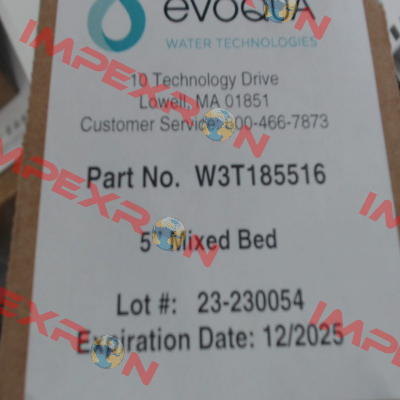 evoQUA
WATER TECHNOLOGIES
10 Technology Drive
Lowell, MA 01851
Customer Service: 800-466-7873
Part No. W3T185516
5" Mixed Bed
Lot #: 23-230054
Expiration Date: 12/2025
IMPEXRON
IMPEXRON
IMPEXRON
IMPEXRON